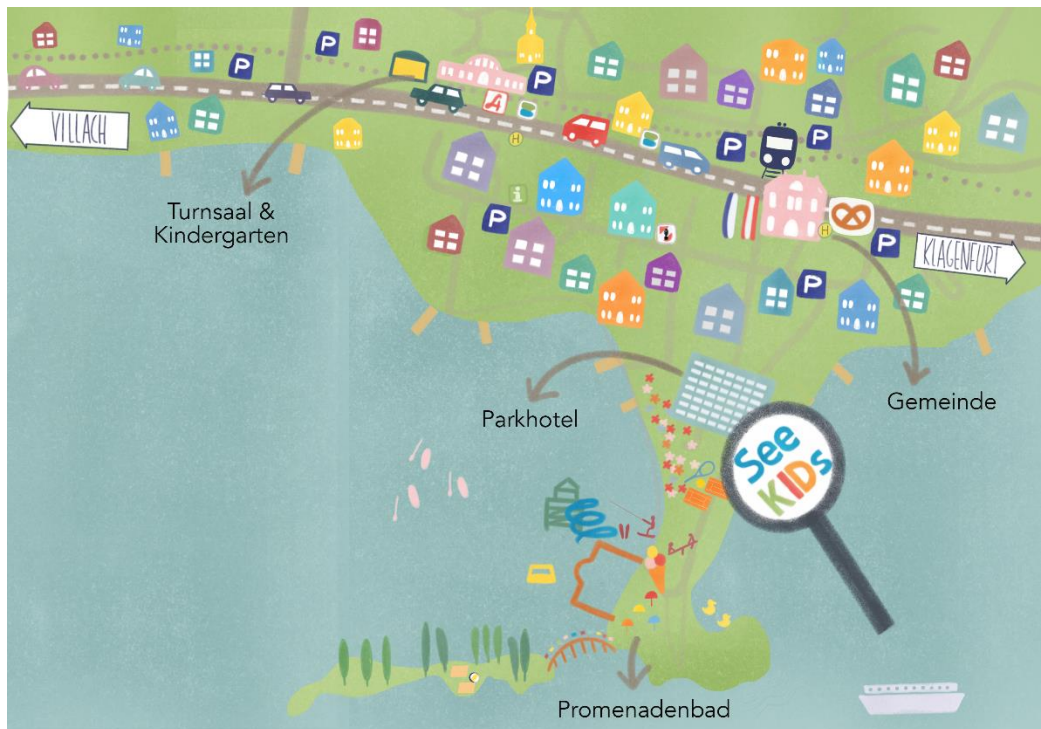 P
P
P
A
VILLACH
P
H
P
i
Turnsaal &
Kindergarten
P
H
P
KLAGENFURT
P
Parkhotel
Gemeinde
See
KIDs
Promenadenbad